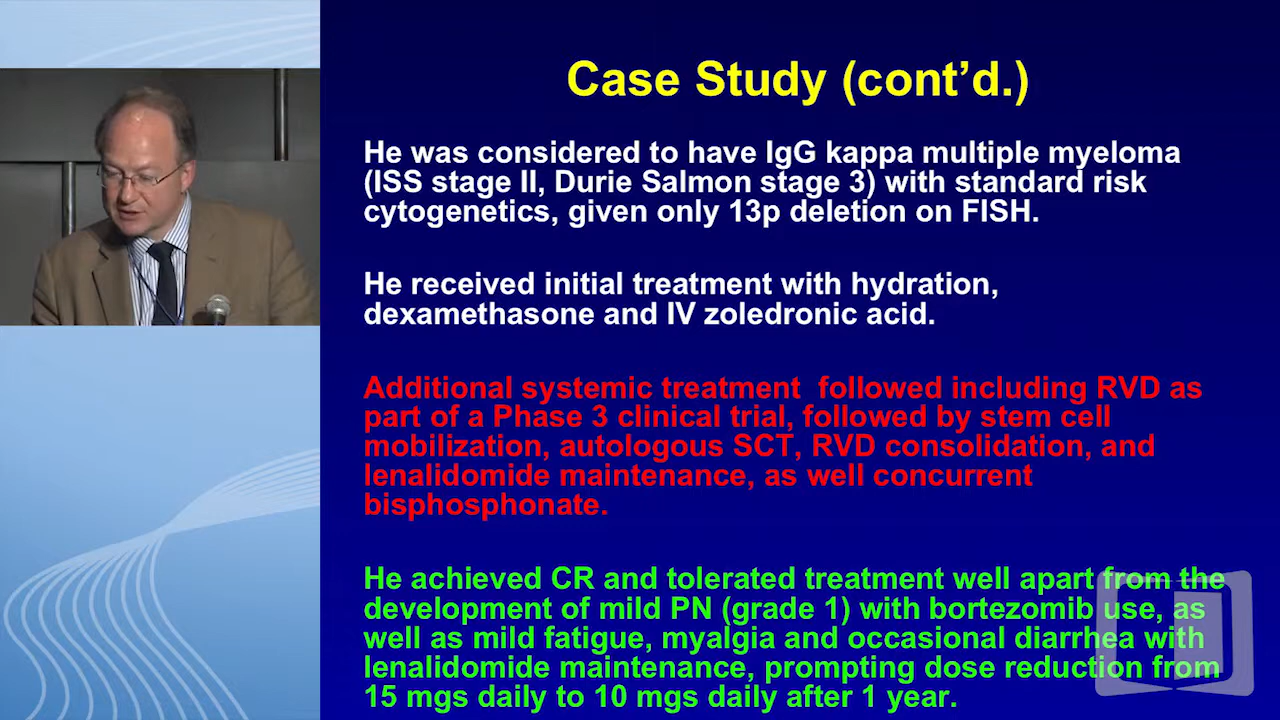 Case Study (cont’d.)
He was considered to have IgG kappa multiple myeloma
(ISS stage II, Durie Salmon stage 3) with standard risk
cytogenetics, given only 13p deletion on FISH.
He received initial treatment with hydration,
dexamethasone and IV zoledronic acid.
Additional systemic treatment  followed including RVD as
part of a Phase 3 clinical trial, followed by stem cell
mobilization, autologous SCT, RVD consolidation, and
lenalidomide maintenance, as well concurrent
bisphosphonate.
He achieved CR and tolerated treatment well apart from the
development of mild PN (grade 1) with bortezomib use, as
well as mild fatigue, myalgia and occasional diarrhea with
lenalidomide maintenance, prompting dose reduction from
15 mgs daily to 10 mgs daily after 1 year.